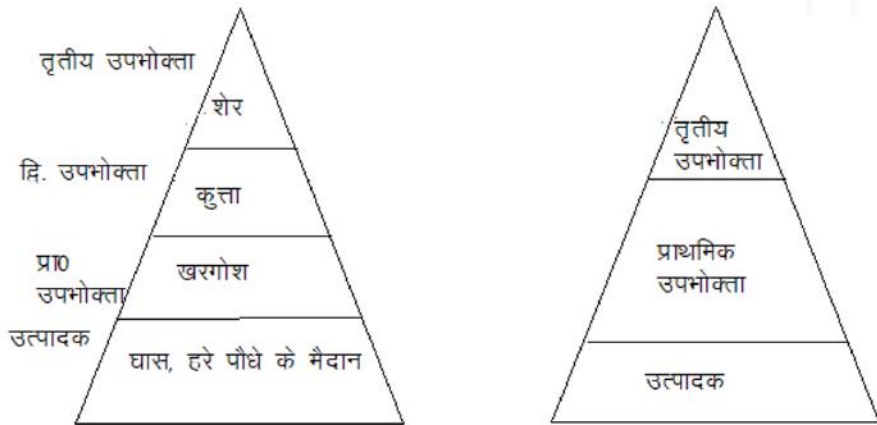 तृतीय उपभोक्ता
शेर
द्वि. उपभोक्ता
कुत्ता
प्रा0
उपभोक्ता
खरगोश
उत्पादक
घास, हरे पौधे के मैदान
तृतीय
उपभोक्ता
प्राथमिक
उपभोक्ता
उत्पादक